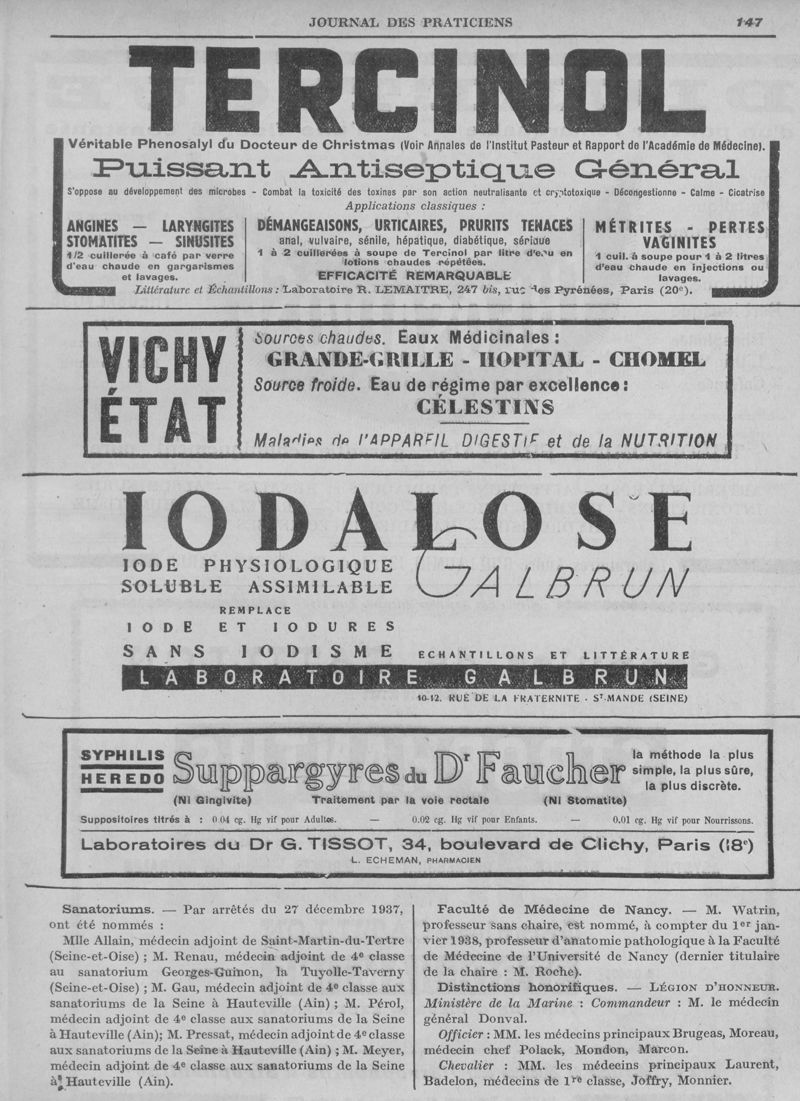 JOURNAL DES PRATICIENS 147
TERCINOL
Véritable Phenosalyl du Docteur de Christmas (Voir Annales de l'Institut Pasteur et Rapport de l'Académie de Médecine).
Puissant Antiseptique Général
S'oppose au développement des microbes - Combat la toxicité des toxines par son action neutralisante et cryptotoxique - Décongestionne - Calme - Cicatrise
Applications classiques :
ANGINES — LARYNGITES
STOMATITES — SINUSITES
1/2 cuillerée à café par verre
d'eau chaude en gargarismes
et lavages.
DÉMANGEAISONS, URTICAIRES, PRURITS TENACES
anal, vulvaire, sénile, hépatique, diabétique, sérique
1 à 2 cuillerées à soupe de Tercinol par litre d'eau en
lotions chaudes répétées.
EFFICACITÉ REMARQUABLE
MÉTRITES - PERTES
VAGINITES
1 cuil. à soupe pour 1 à 2 litres
d'eau chaude en injections ou
lavages.
Littérature et Échantillons : Laboratoire R. LEMAITRE, 247 bis, rue des Pyrénées, Paris (20e).
VICHY
ÉTAT
Sources chaudes. Eaux Médicinales :
GRANDE-GRILLE - HOPITAL - CHOMEL
Source froide. Eau de régime par excellence :
CÉLESTINS
Maladies de l'APPAREIL DIGESTIF et de la NUTRITION
IODALOSE
IODE PHYSIOLOGIQUE
SOLUBLE ASSIMILABLE
GALBRUN
REMPLACE
IODE ET IODURES
SANS IODISME
ECHANTILLONS ET LITTÉRATURE
LABORATOIRE GALBRUN
10-12. RUE DE LA FRATERNITE - ST MANDE (SEINE)
SYPHILIS
HEREDO
Suppargyres du Dr Faucher
la méthode la plus
simple, la plus sûre,
la plus discrète.
(Ni Gingivite) Traitement par la voie rectale (Ni Stomatite)
Suppositoires titrés à : 0.04 cg. Hg vif pour Adultes. — 0.02 cg. Hg vif pour Enfants. — 0.01 cg. Hg vif pour Nourrissons.
Laboratoires du Dr G. TISSOT, 34, boulevard de Clichy, Paris (18e)
L. ECHEMAN, PHARMACIEN
Sanatoriums. — Par arrêtés du 27 décembre 1937,
ont été nommés :
Mlle Allain, médecin adjoint de Saint-Martin-du-Tertre
(Seine-et-Oise) ; M. Renau, médecin adjoint de 4e classe
au sanatorium Georges-Guinon, la Tuyolle-Taverny
(Seine-et-Oise) ; M. Gau, médecin adjoint de 4e classe aux
sanatoriums de la Seine à Hauteville (Ain) ; M. Pérol,
médecin adjoint de 4e classe aux sanatoriums de la Seine
à Hauteville (Ain); M. Pressat, médecin adjoint de 4e classe
aux sanatoriums de la Seine à Hauteville (Ain) ; M. Meyer,
médecin adjoint de 4e classe aux sanatoriums de la Seine
à Hauteville (Ain).
Faculté de Médecine de Nancy. — M. Watrin,
professeur sans chaire, est nommé, à compter du 1er jan-
vier 1938, professeur d'anatomie pathologique à la Faculté
de Médecine de l'Université de Nancy (dernier titulaire
de la chaire : M. Roche).
Distinctions honorifiques. — LÉGION D'HONNEUR.
Ministère de la Marine : Commandeur : M. le médecin
général Donval.
Officier : MM. les médecins principaux Brugeas, Moreau,
médecin chef Polack, Mondon, Marcon.
Chevalier : MM. les médecins principaux Laurent,
Badelon, médecins de 1re classe, Joffry, Monnier.